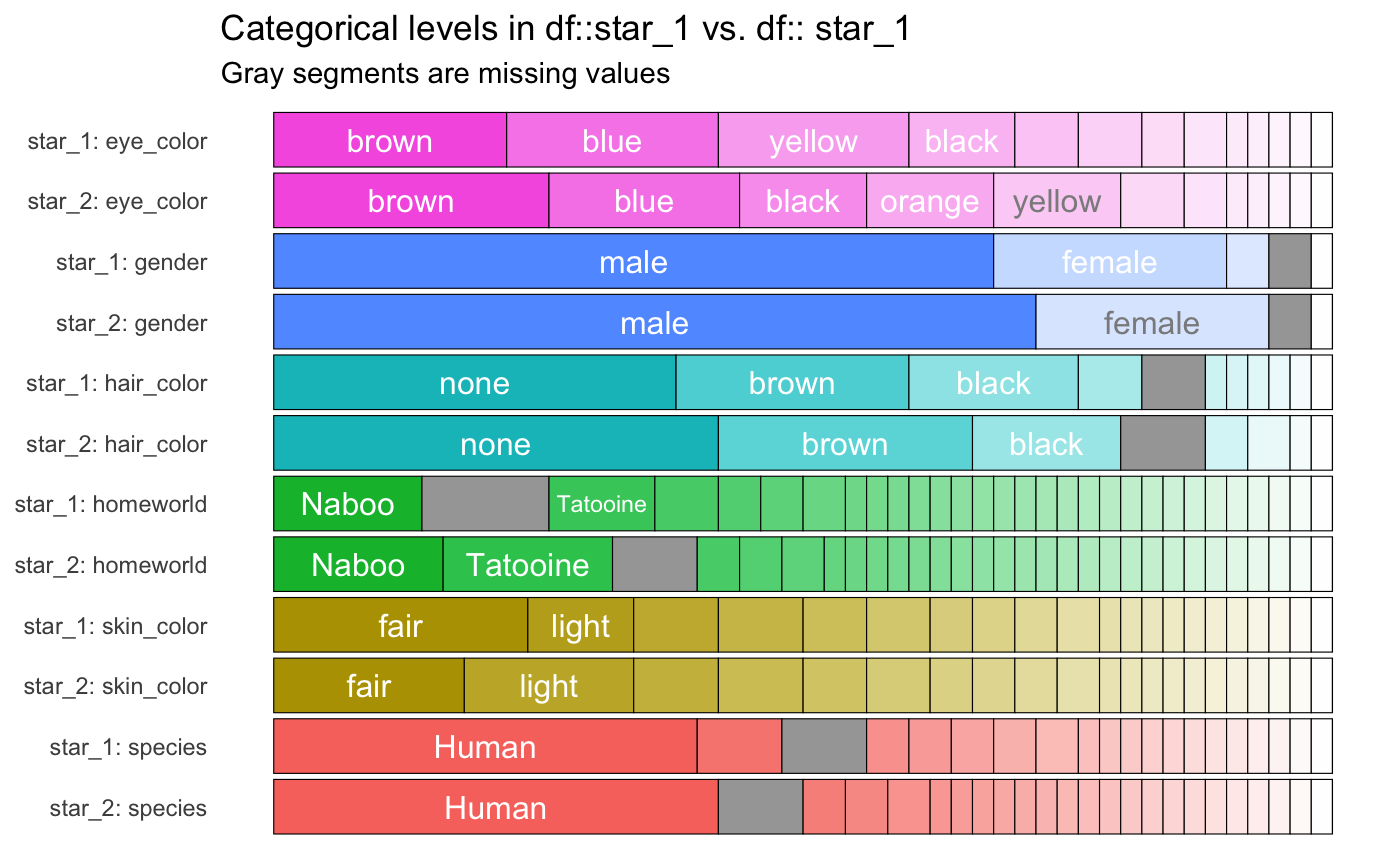 Categorical levels in df::star_1 vs. df:: star_1
Gray segments are missing values
star_1: eye_color brown blue yellow black
star_2: eye_color brown blue black orange yellow
star_1: gender male female
star_2: gender male female
star_1: hair_color none brown black
star_2: hair_color none brown black
star_1: homeworld Naboo Tatooine
star_2: homeworld Naboo Tatooine
star_1: skin_color fair light
star_2: skin_color fair light
star_1: species Human
star_2: species Human